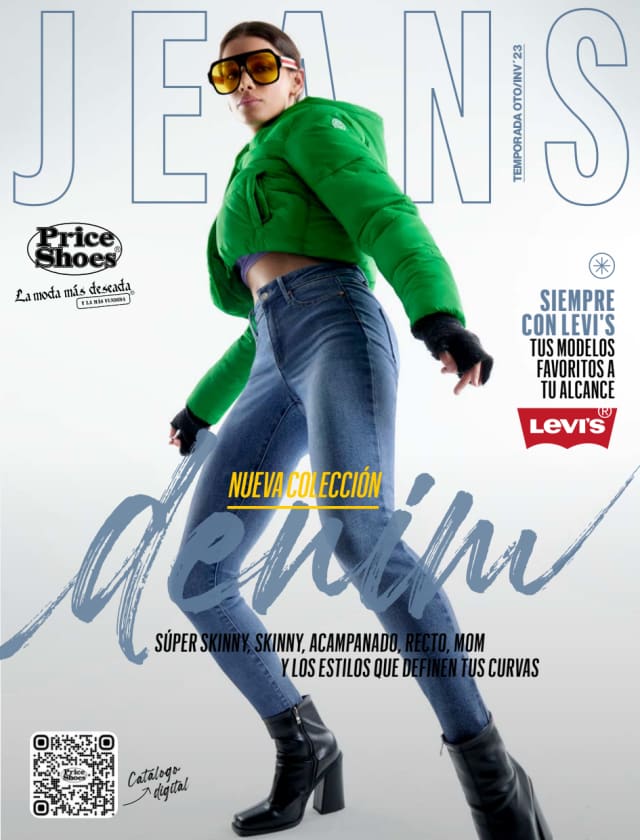 JEANS
TEMPORADA OTO/INV´23
Price
Shoes®
La moda más deseada®
Y LA MÁS PONEDORA
SIEMPRE
CON LEVI'S
TUS MODELOS
FAVORITOS A
TU ALCANCE
LEVI'S®
NUEVA COLECCIÓN
denim
SÚPER SKINNY, SKINNY, ACAMPANADO, RECTO, MOM
Y LOS ESTILOS QUE DEFINEN TUS CURVAS
Price
Shoes
Catálogo
digital